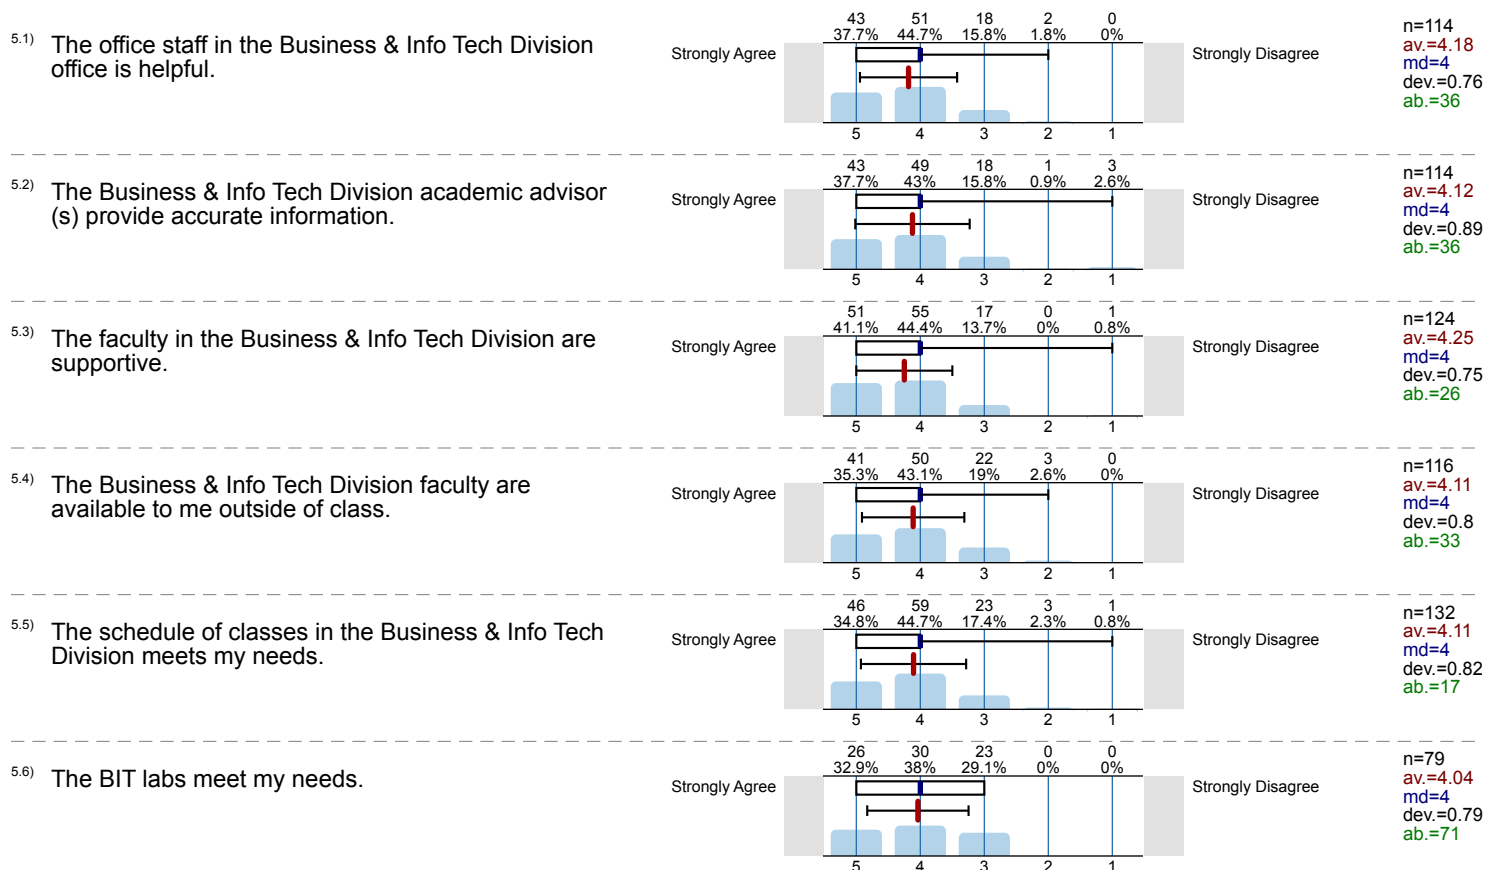 5.1) The office staff in the Business & Info Tech Division
office is helpful.
43 51 18 2 0
37.7% 44.7% 15.8% 1.8% 0%
Strongly Agree Strongly Disagree
5 4 3 2 1
n=114
av.=4.18
md=4
dev.=0.76
ab.=36
5.2) The Business & Info Tech Division academic advisor
(s) provide accurate information.
43 49 18 1 3
37.7% 43% 15.8% 0.9% 2.6%
Strongly Agree Strongly Disagree
5 4 3 2 1
n=114
av.=4.12
md=4
dev.=0.89
ab.=36
5.3) The faculty in the Business & Info Tech Division are
supportive.
51 55 17 0 1
41.1% 44.4% 13.7% 0% 0.8%
Strongly Agree Strongly Disagree
5 4 3 2 1
n=124
av.=4.25
md=4
dev.=0.75
ab.=26
5.4) The Business & Info Tech Division faculty are
available to me outside of class.
41 50 22 3 0
35.3% 43.1% 19% 2.6% 0%
Strongly Agree Strongly Disagree
5 4 3 2 1
n=116
av.=4.11
md=4
dev.=0.8
ab.=33
5.5) The schedule of classes in the Business & Info Tech
Division meets my needs.
46 59 23 3 1
34.8% 44.7% 17.4% 2.3% 0.8%
Strongly Agree Strongly Disagree
5 4 3 2 1
n=132
av.=4.11
md=4
dev.=0.82
ab.=17
5.6) The BIT labs meet my needs.
26 30 23 0 0
32.9% 38% 29.1% 0% 0%
Strongly Agree Strongly Disagree
5 4 3 2 1
n=79
av.=4.04
md=4
dev.=0.79
ab.=71